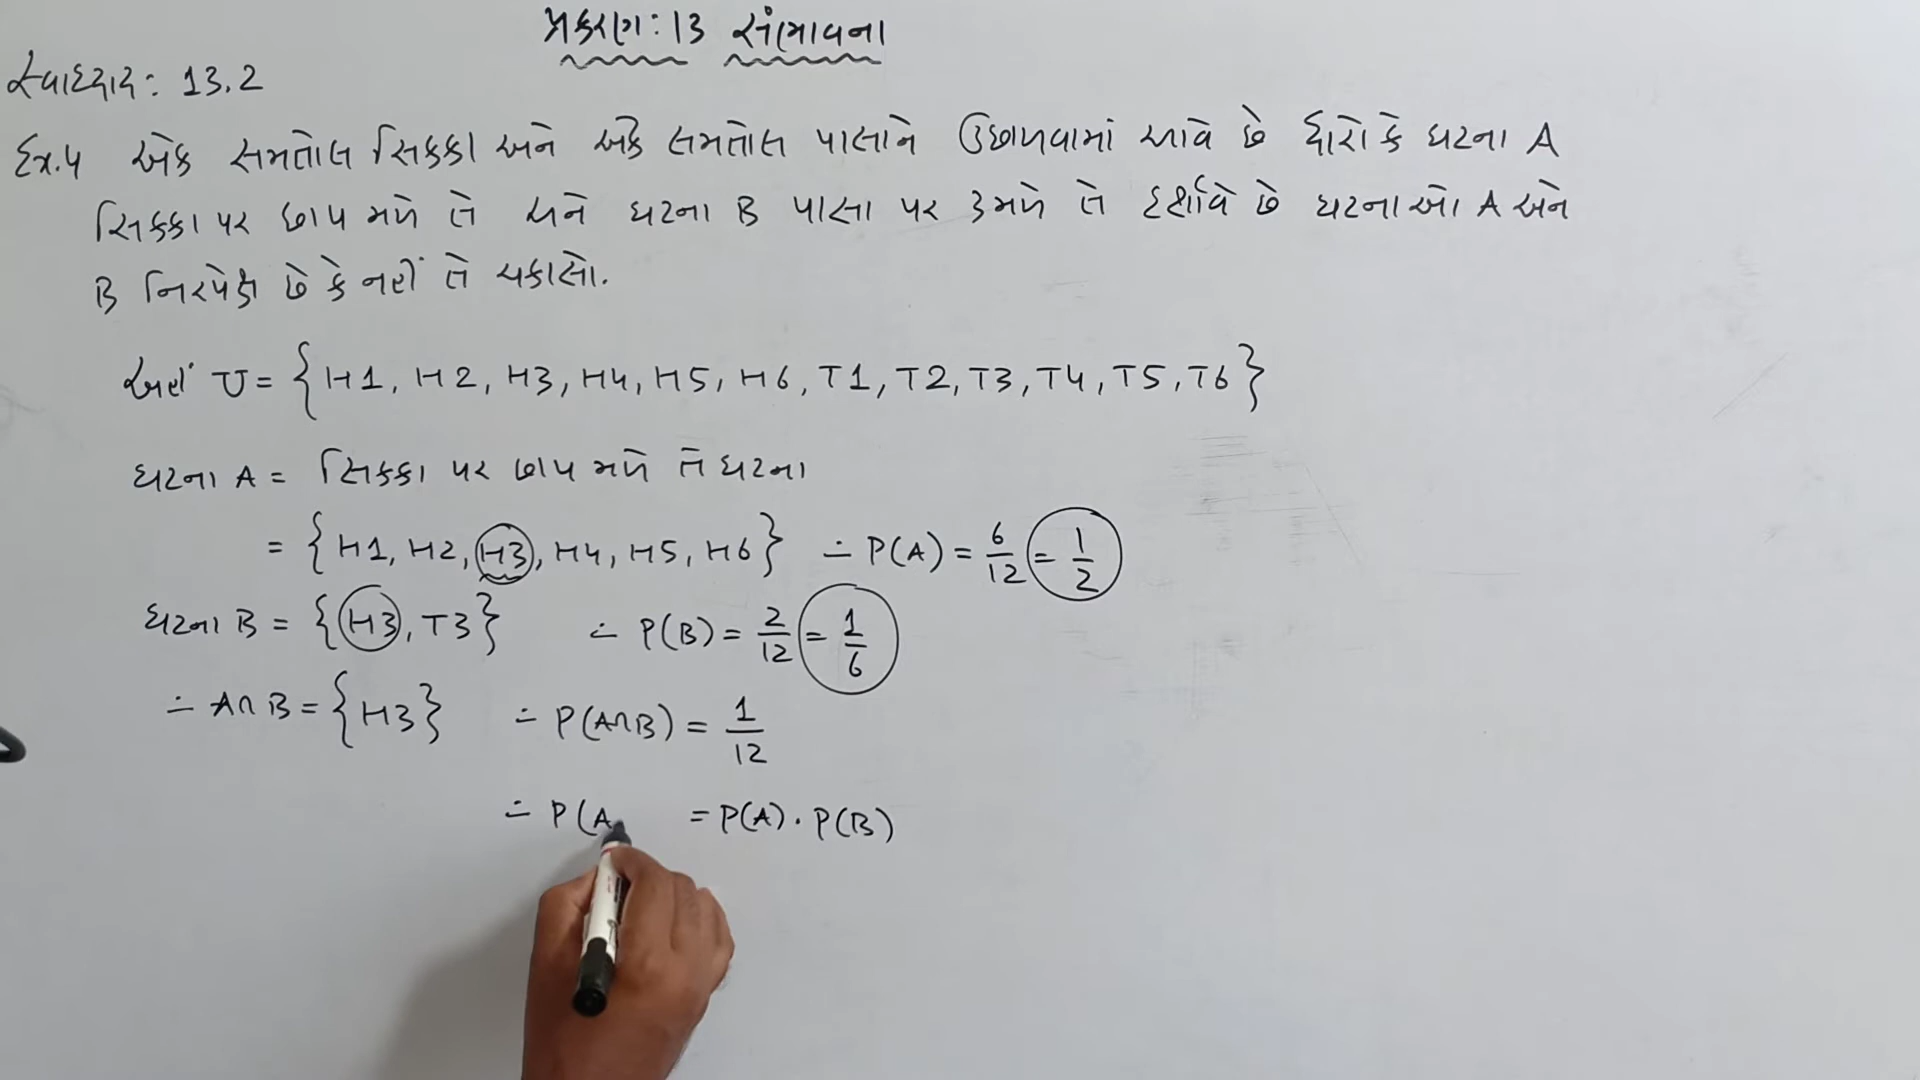 પ્રકરણ: 13 સંભાવના
સ્વાધ્યાય: 13.2
Ex.4 એક સમતોલ સિક્કા અને એક સમતોલ પાસાને ઉછાળવામાં આવે છે ધારો કે ઘટના A
સિક્કા પર છાપ મળે તે અને ઘટના B પાસા પર 3 મળે તે દર્શાવે છે ઘટનાઓ A અને
B નિરપેક્ષ છે કે નહીં તે ચકાસો.
અહીં U = {H1, H2, H3, H4, H5, H6, T1, T2, T3, T4, T5, T6}
ઘટના A = સિક્કા પર છાપ મળે તે ઘટના
= {H1, H2, H3, H4, H5, H6} ∴ P(A) = 6/12 = 1/2
ઘટના B = {H3, T3} ∴ P(B) = 2/12 = 1/6
∴ A∩B = {H3} ∴ P(A∩B) = 1/12
∴ P(A = P(A) · P(B)